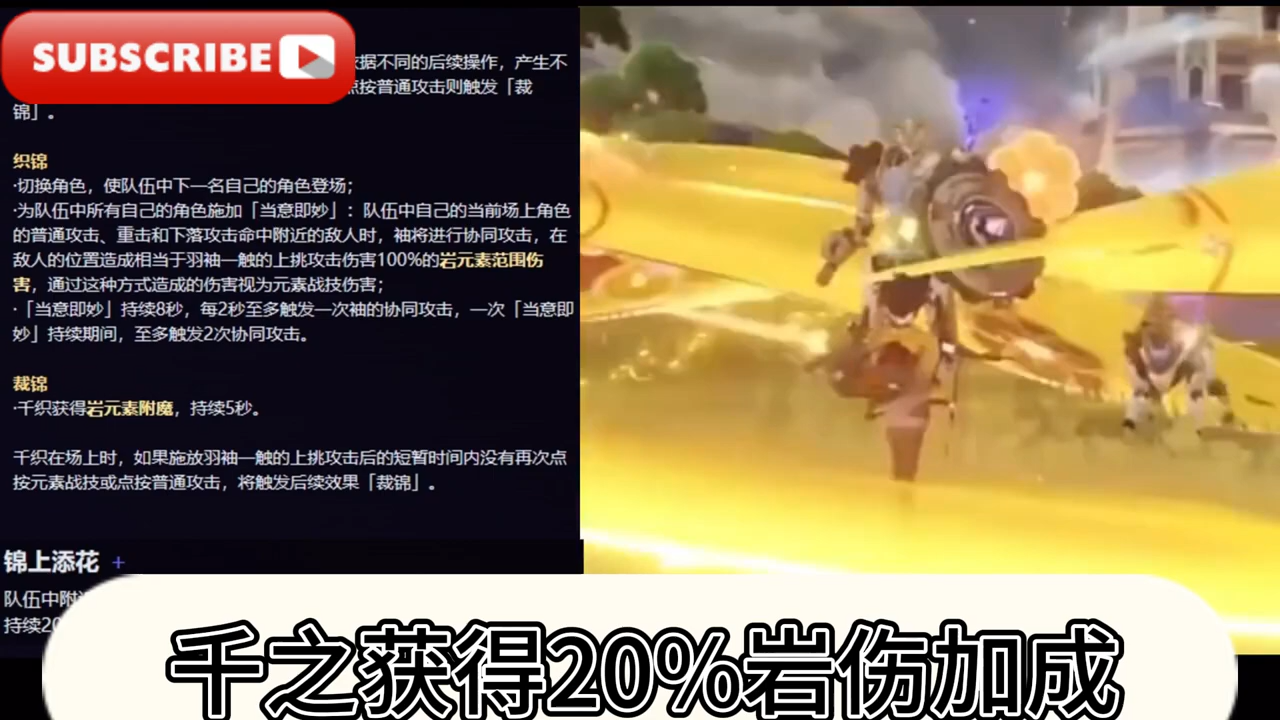 SUBSCRIBE
据不同的后续操作，产生不
点按普通攻击则触发「裁
锦」。
织锦
·切换角色，使队伍中下一名自己的角色登场；
·为队伍中所有自己的角色施加「当意即妙」：队伍中自己的当前场上角色
的普通攻击、重击和下落攻击命中附近的敌人时，袖将进行协同攻击，在
敌人的位置造成相当于羽袖一触的上挑攻击伤害100%的岩元素范围伤
害，通过这种方式造成的伤害视为元素战技伤害；
·「当意即妙」持续8秒，每2秒至多触发一次袖的协同攻击，一次「当意即
妙」持续期间，至多触发2次协同攻击。
裁锦
·千织获得岩元素附魔，持续5秒。
千织在场上时，如果施放羽袖一触的上挑攻击后的短暂时间内没有再次点
按元素战技或点按普通攻击，将触发后续效果「裁锦」。
锦上添花 +
队伍中附
持续20
千之获得20%岩伤加成